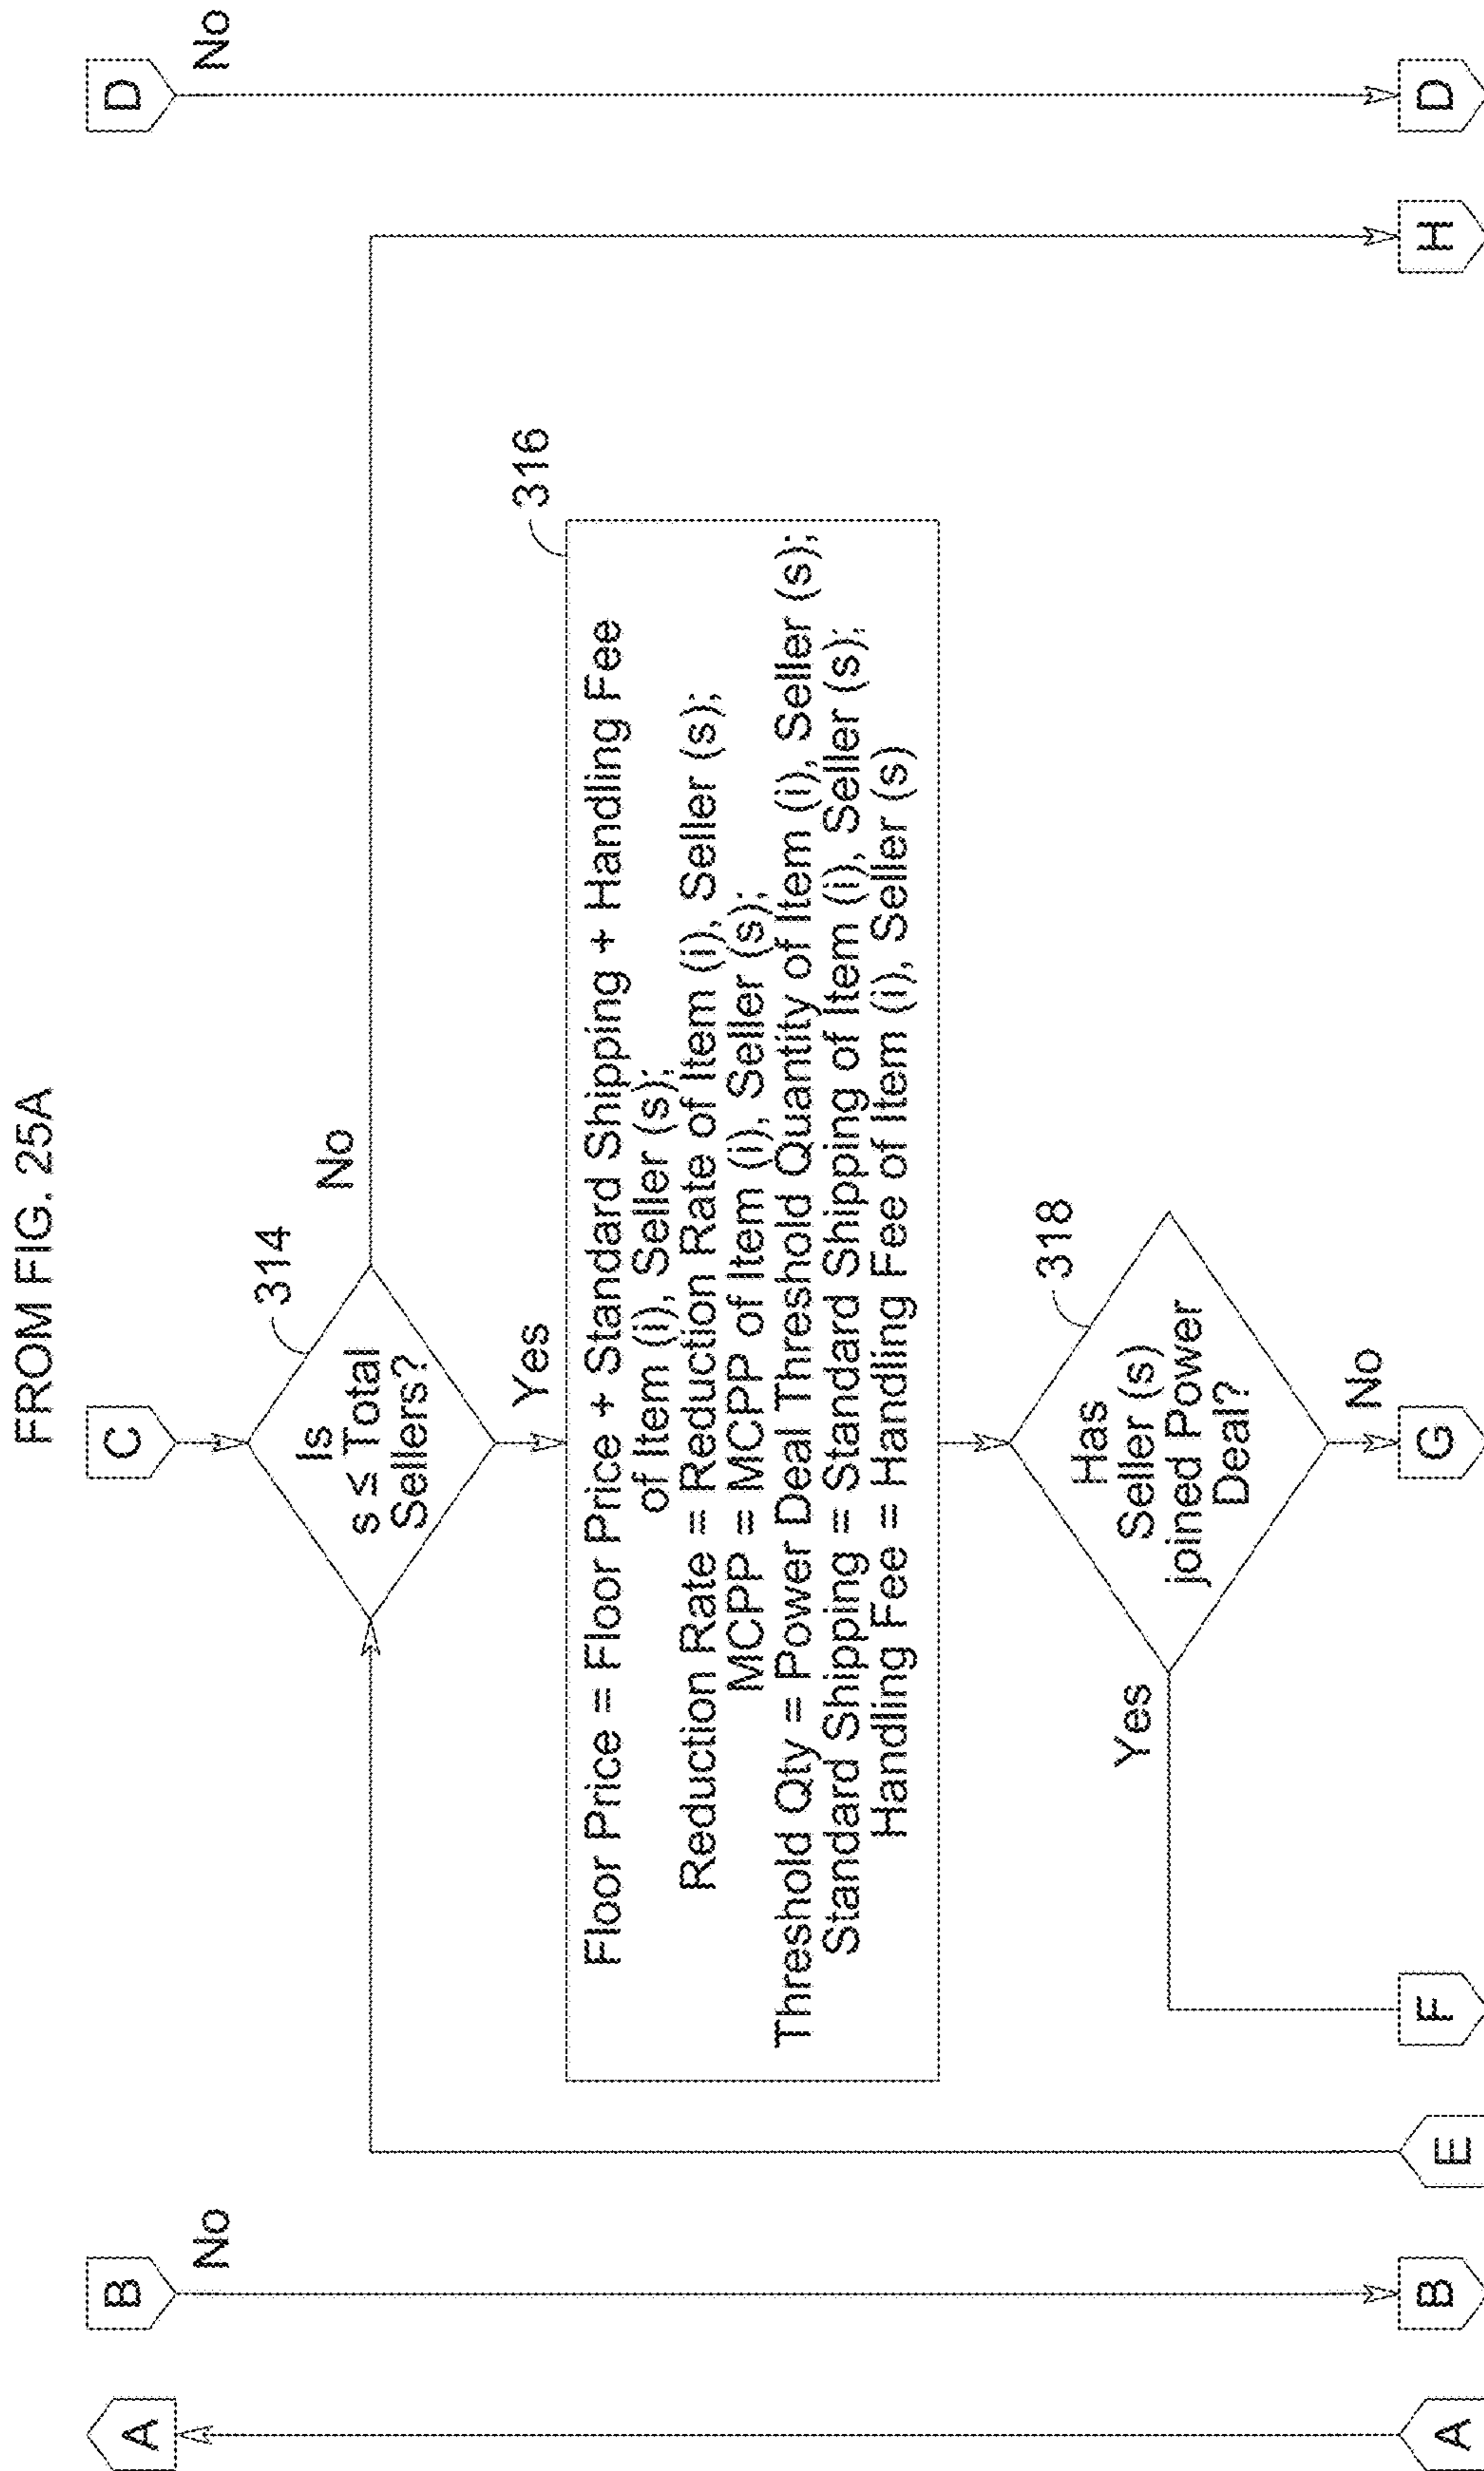 FROM FIG. 25A
A
B
C
D
No
No
314
Is
s ≤ Total
Sellers?
No
Yes
316
Floor Price = Floor Price + Standard Shipping + Handling Fee
of Item (i), Seller (s);
Reduction Rate = Reduction Rate of Item (i), Seller (s);
MCPP = MCPP of Item (i), Seller (s);
Threshold Qty = Power Deal Threshold Quantity of Item (i), Seller (s);
Standard Shipping = Standard Shipping of Item (i), Seller (s);
Handling Fee = Handling Fee of Item (i), Seller (s)
318
Has
Seller (s)
joined Power
Deal?
Yes
No
A
B
E
F
G
H
D